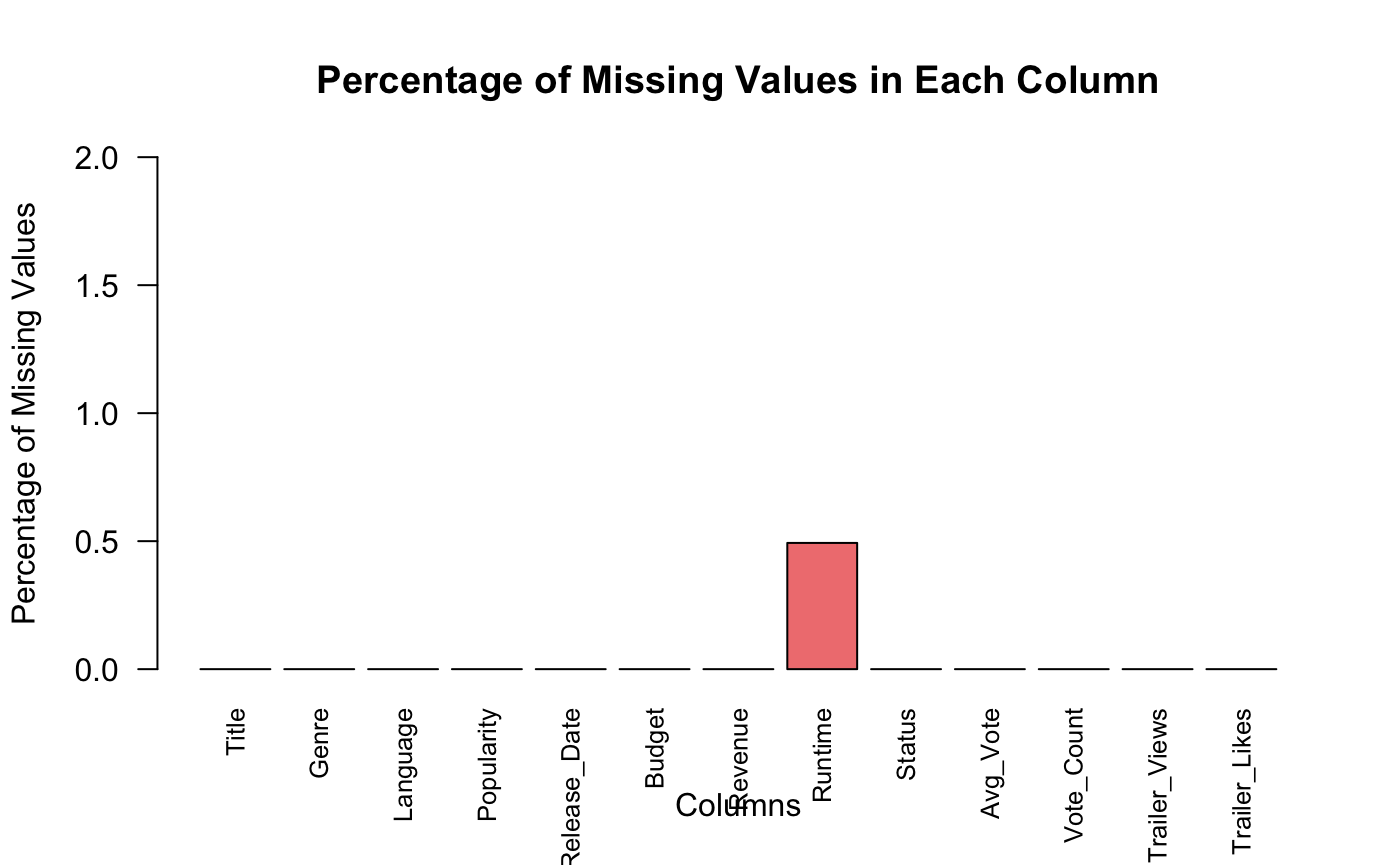 Percentage of Missing Values in Each Column
Percentage of Missing Values
2.0
1.5
1.0
0.5
0.0
Title
Genre
Language
Popularity
Release_Date
Budget
Revenue
Runtime
Status
Avg_Vote
Vote_Count
Trailer_Views
Trailer_Likes
Columns